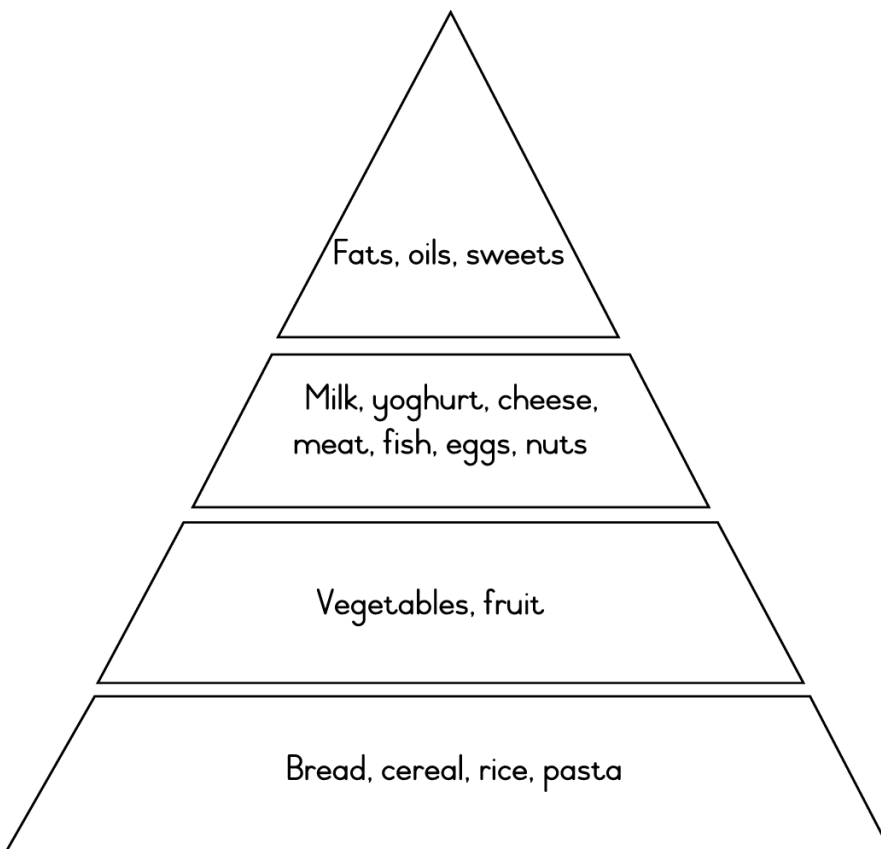 Fats, oils, sweets
Milk, yoghurt, cheese,
meat, fish, eggs, nuts
Vegetables, fruit
Bread, cereal, rice, pasta